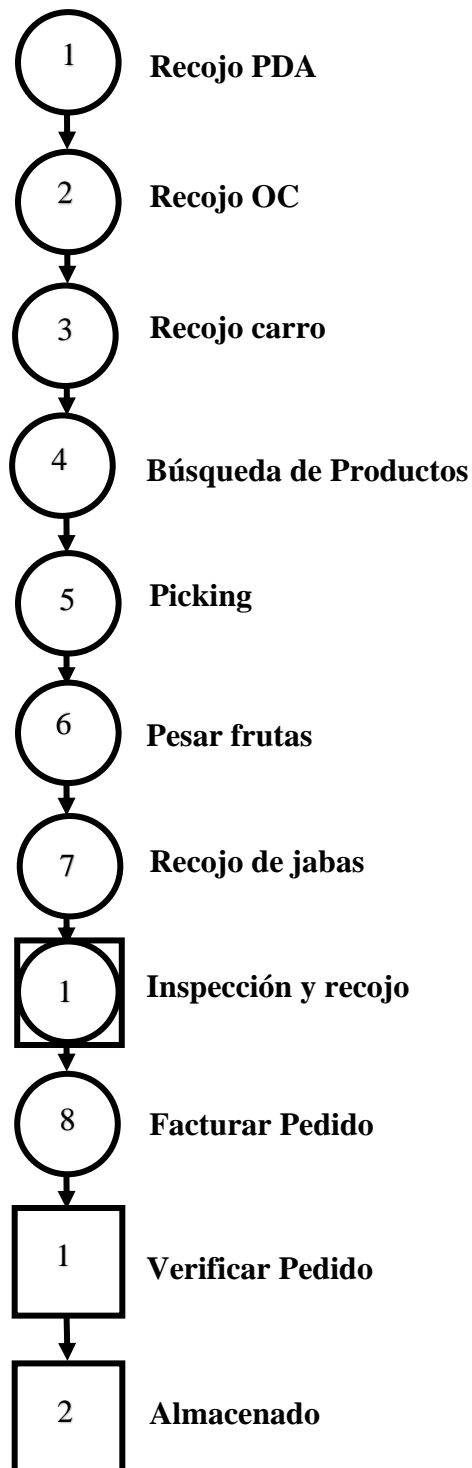 1 Recojo PDA
2 Recojo OC
3 Recojo carro
4 Búsqueda de Productos
5 Picking
6 Pesar frutas
7 Recojo de jabas
1 Inspección y recojo
8 Facturar Pedido
1 Verificar Pedido
2 Almacenado